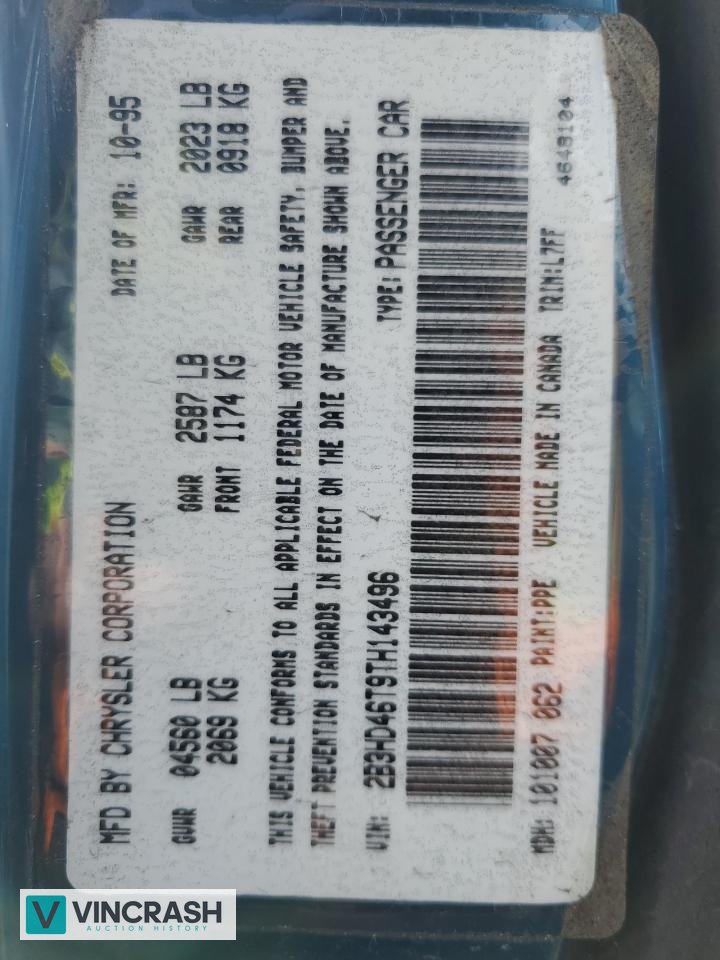 MFD BY CHRYSLER CORPORATION DATE OF MFR: 10-95
GVWR 04560 LB GAWR 2587 LB GAWR 2023 LB
2069 KG FRONT 1174 KG REAR 0918 KG
THIS VEHICLE CONFORMS TO ALL APPLICABLE FEDERAL MOTOR VEHICLE SAFETY, BUMPER AND
THEFT PREVENTION STANDARDS IN EFFECT ON THE DATE OF MANUFACTURE SHOWN ABOVE.
VIN: 2B3HD46T9TH143496 TYPE: PASSENGER CAR
MDH: 101007 062 PAINT:PPE VEHICLE MADE IN CANADA TRIM:L7FF
4648104
V VINCRASH
AUCTION HISTORY